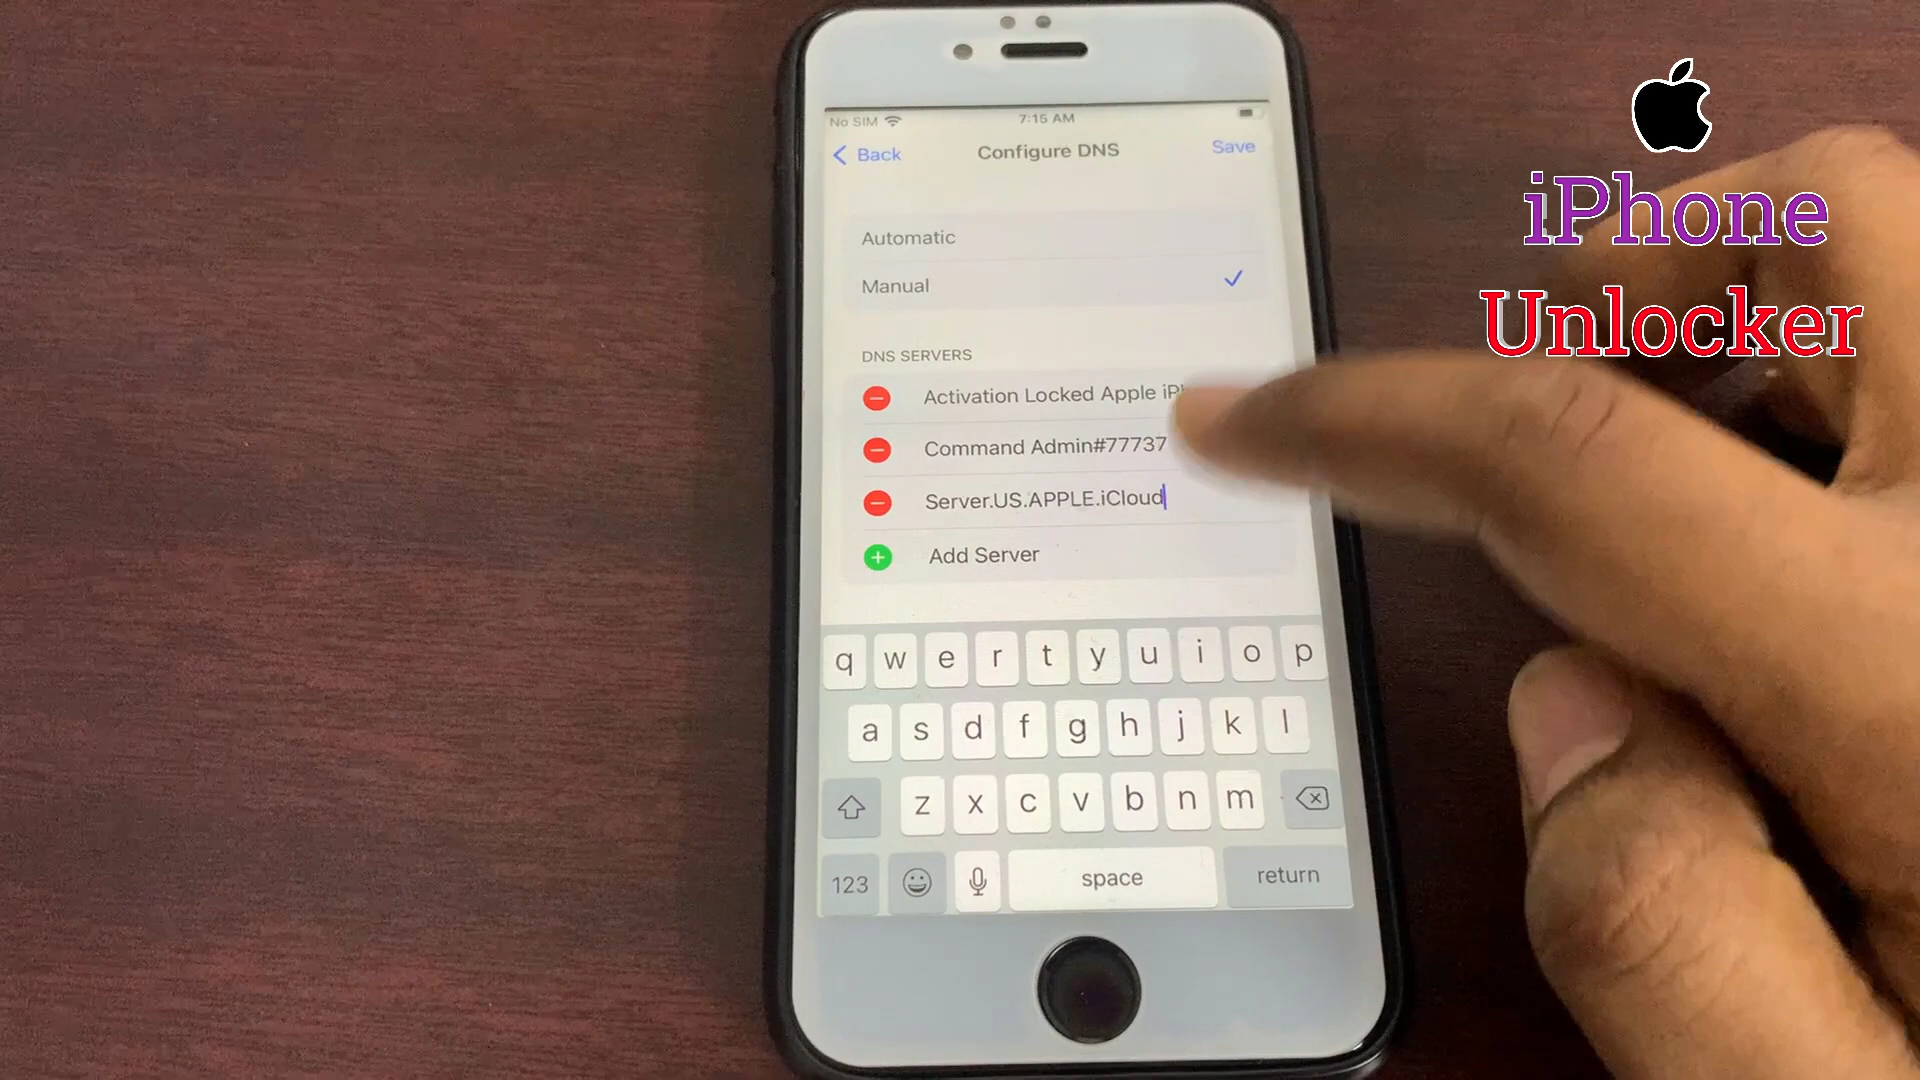 No SIM
7:15 AM
Back
Configure DNS
Save
Automatic
Manual
DNS SERVERS
Activation Locked Apple
Command Admin#77737
Server.US.APPLE.iCloud
Add Server
q w e r t y u i o p
a s d f g h j k l
z x c v b n m
123
space
return
iPhone
Unlocker